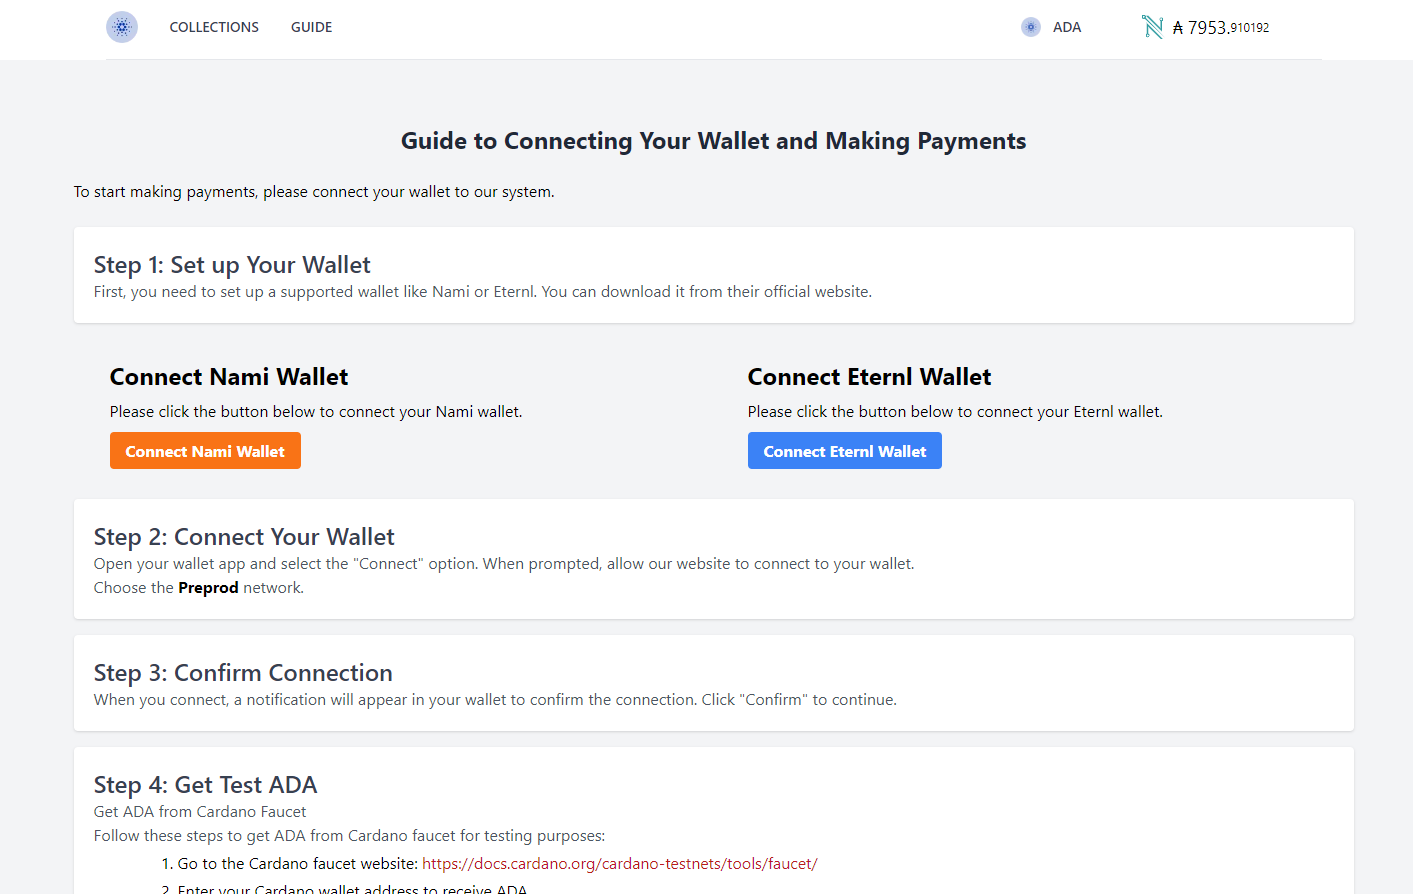 COLLECTIONS GUIDE ADA ₳ 7953.910192
Guide to Connecting Your Wallet and Making Payments
To start making payments, please connect your wallet to our system.
Step 1: Set up Your Wallet
First, you need to set up a supported wallet like Nami or Eternl. You can download it from their official website.
Connect Nami Wallet
Please click the button below to connect your Nami wallet.
Connect Nami Wallet
Connect Eternl Wallet
Please click the button below to connect your Eternl wallet.
Connect Eternl Wallet
Step 2: Connect Your Wallet
Open your wallet app and select the "Connect" option. When prompted, allow our website to connect to your wallet.
Choose the Preprod network.
Step 3: Confirm Connection
When you connect, a notification will appear in your wallet to confirm the connection. Click "Confirm" to continue.
Step 4: Get Test ADA
Get ADA from Cardano Faucet
Follow these steps to get ADA from Cardano faucet for testing purposes:
1. Go to the Cardano faucet website: https://docs.cardano.org/cardano-testnets/tools/faucet/
2. Enter your Cardano wallet address to receive ADA